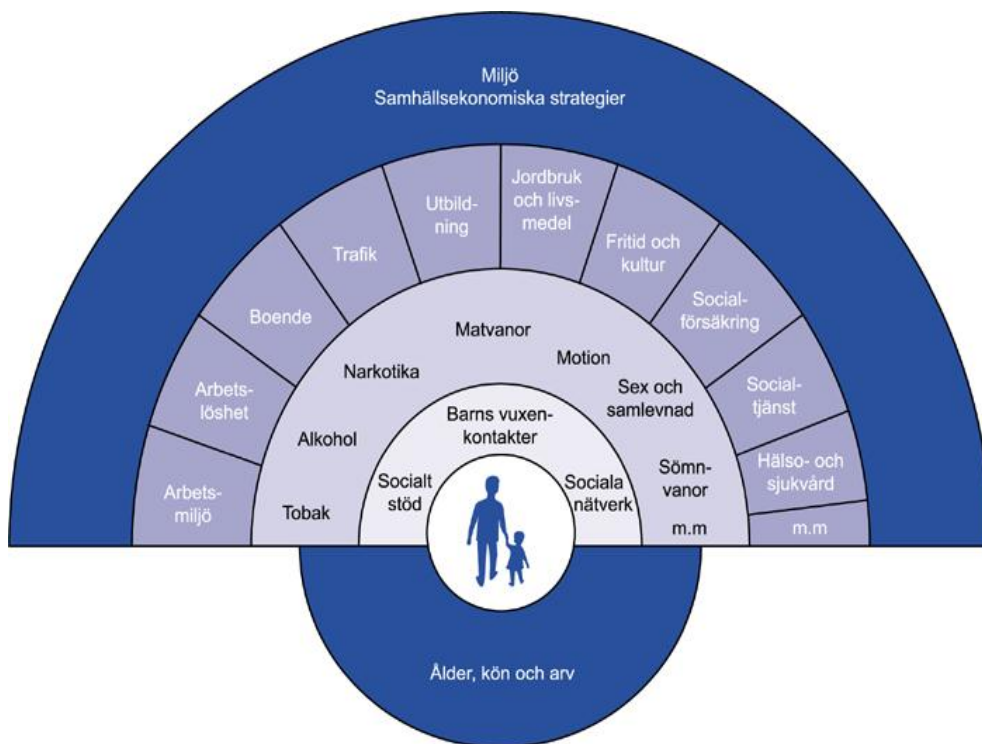 Miljö
Samhällsekonomiska strategier
Jordbruk
och livs-
medel
Utbild-
ning
Trafik
Fritid och
kultur
Boende
Social-
försäkring
Arbets-
löshet
Social-
tjänst
Arbets-
miljö
Hälso- och
sjukvård
m.m
Matvanor
Narkotika
Motion
Sex och
samlevnad
Alkohol
Tobak
Sömn-
vanor
m.m
Barns vuxen-
kontakter
Socialt
stöd
Sociala
nätverk
Ålder, kön och arv